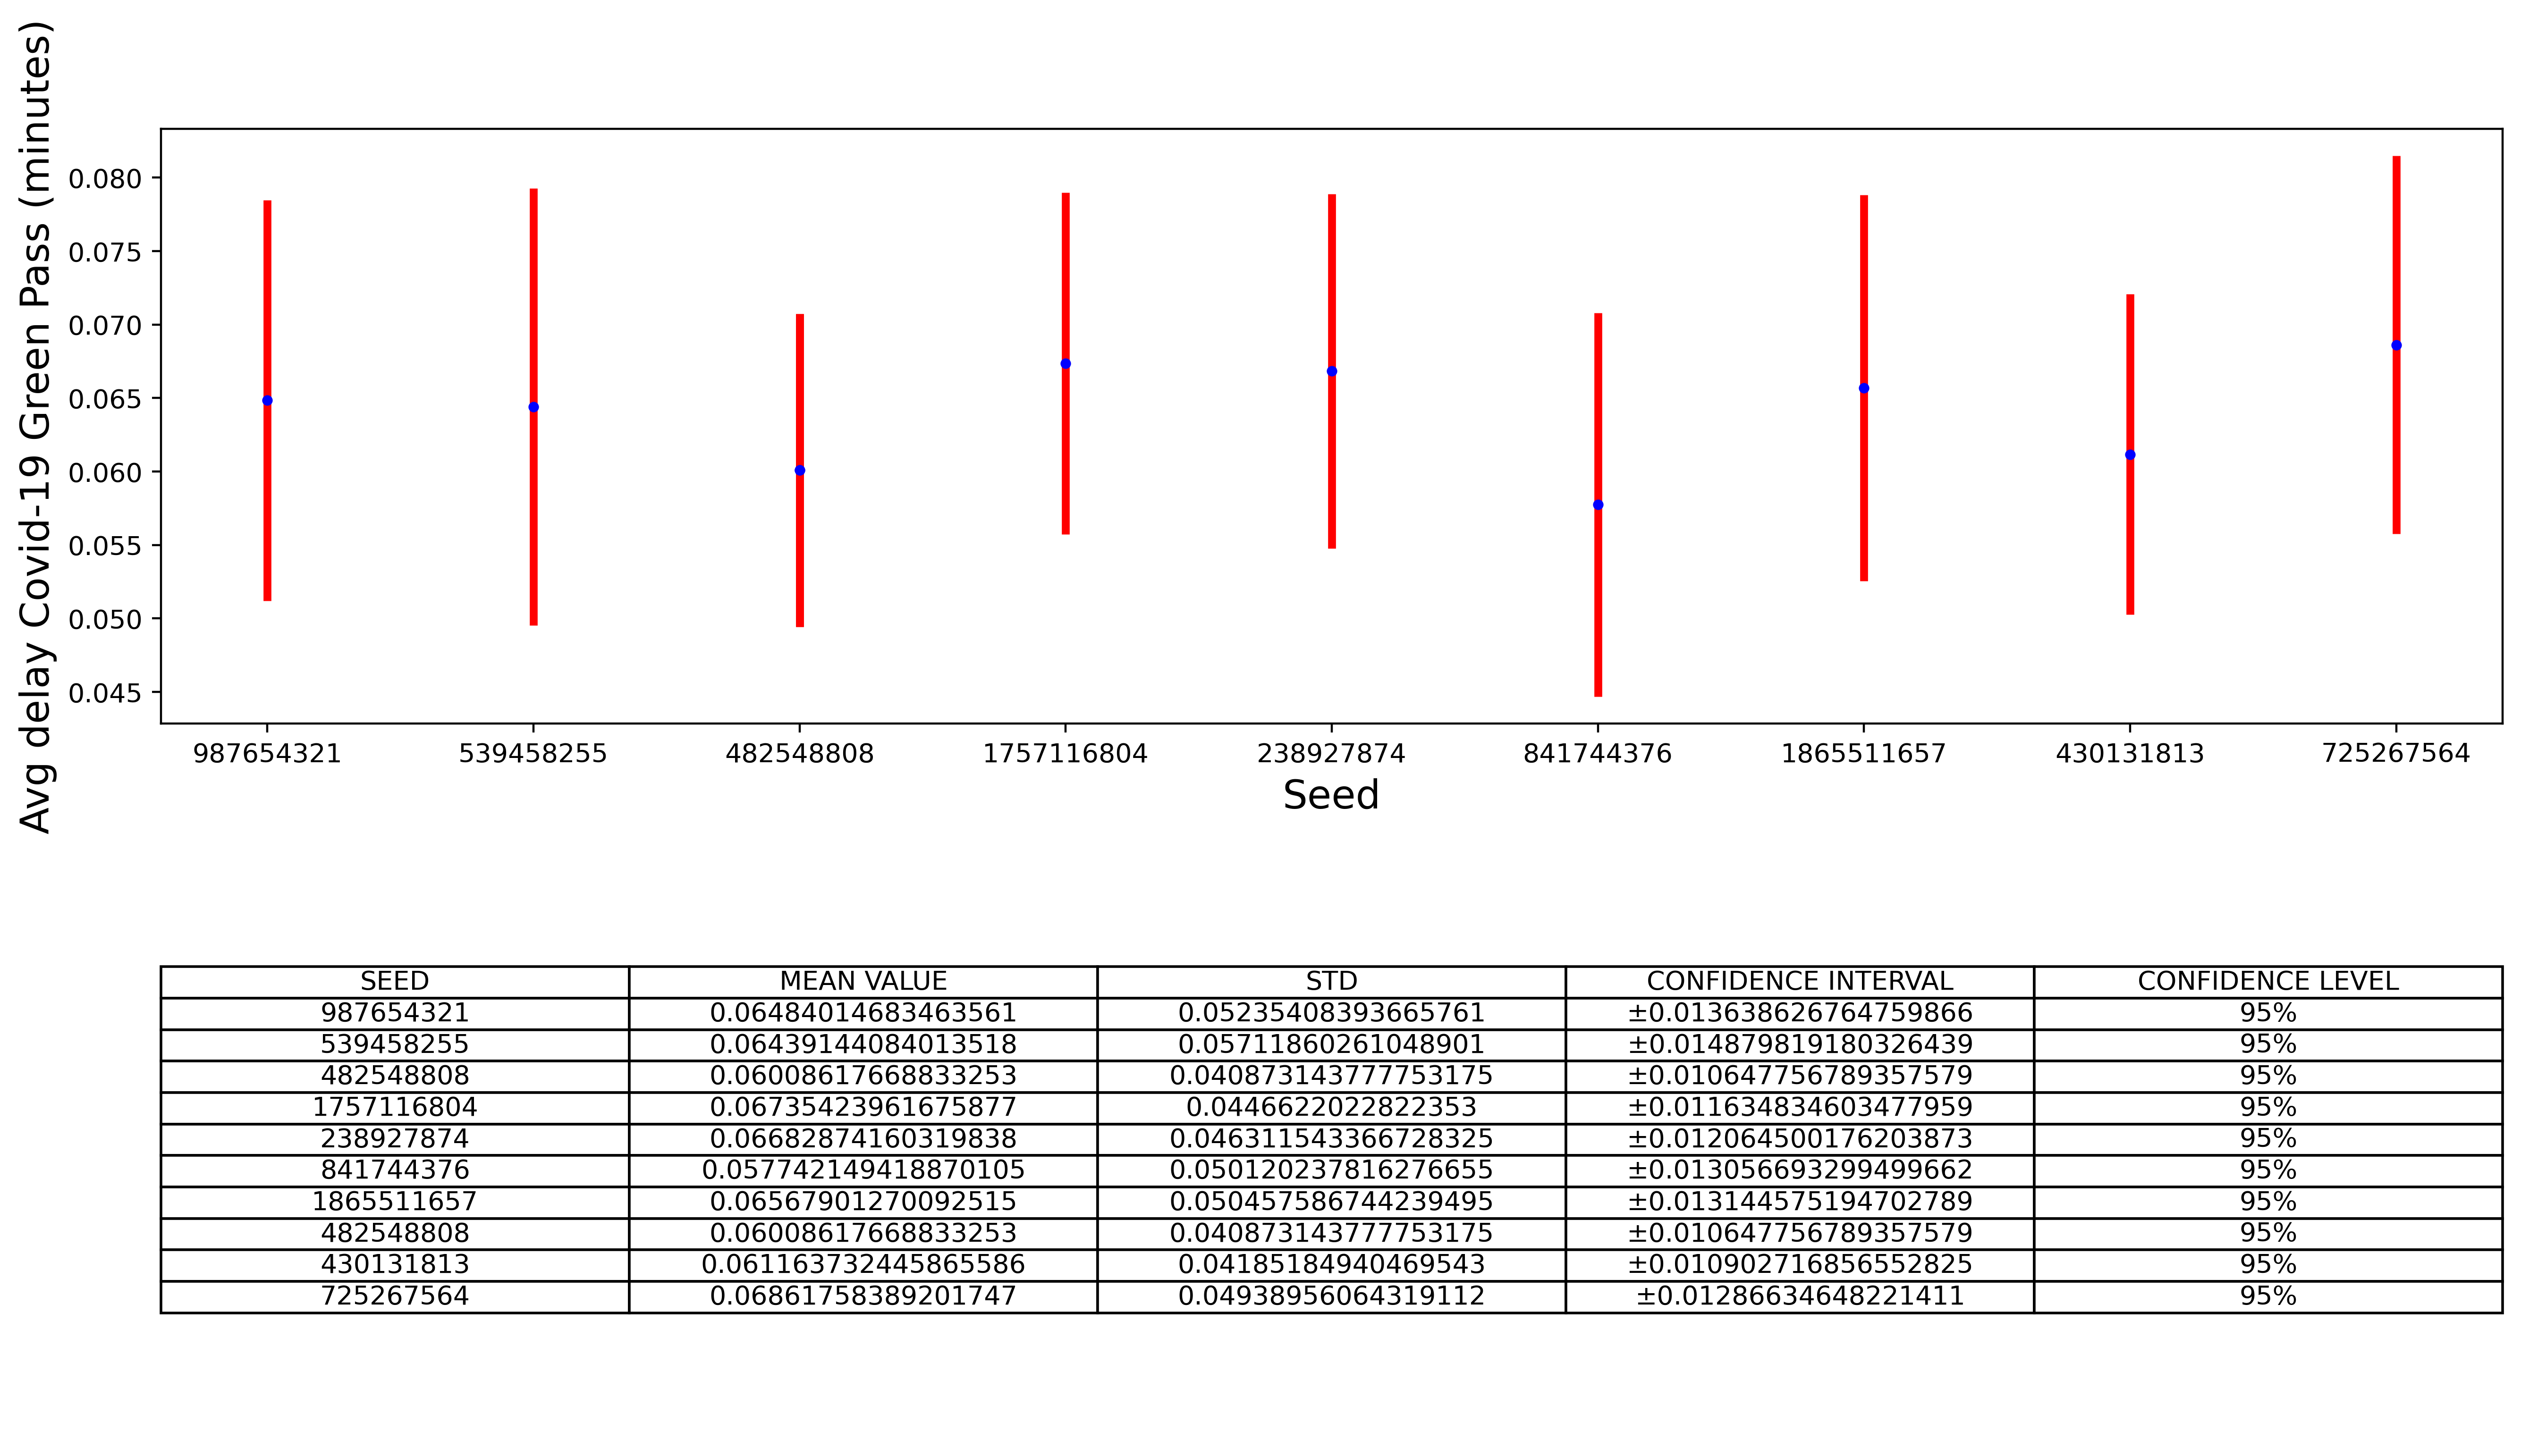 Avg delay Covid-19 Green Pass (minutes)
0.080
0.075
0.070
0.065
0.060
0.055
0.050
0.045
987654321 539458255 482548808 1757116804 238927874 841744376 1865511657 430131813 725267564
Seed
SEED MEAN VALUE STD CONFIDENCE INTERVAL CONFIDENCE LEVEL
987654321 0.06484014683463561 0.05235408393665761 ±0.013638626764759866 95%
539458255 0.06439144084013518 0.05711860261048901 ±0.014879819180326439 95%
482548808 0.06008617668833253 0.040873143777753175 ±0.010647756789357579 95%
1757116804 0.06735423961675877 0.0446622022822353 ±0.011634834603477959 95%
238927874 0.06682874160319838 0.046311543366728325 ±0.012064500176203873 95%
841744376 0.057742149418870105 0.050120237816276655 ±0.013056693299499662 95%
1865511657 0.06567901270092515 0.050457586744239495 ±0.013144575194702789 95%
482548808 0.06008617668833253 0.040873143777753175 ±0.010647756789357579 95%
430131813 0.061163732445865586 0.04185184940469543 ±0.010902716856552825 95%
725267564 0.06861758389201747 0.04938956064319112 ±0.01286634648221411 95%